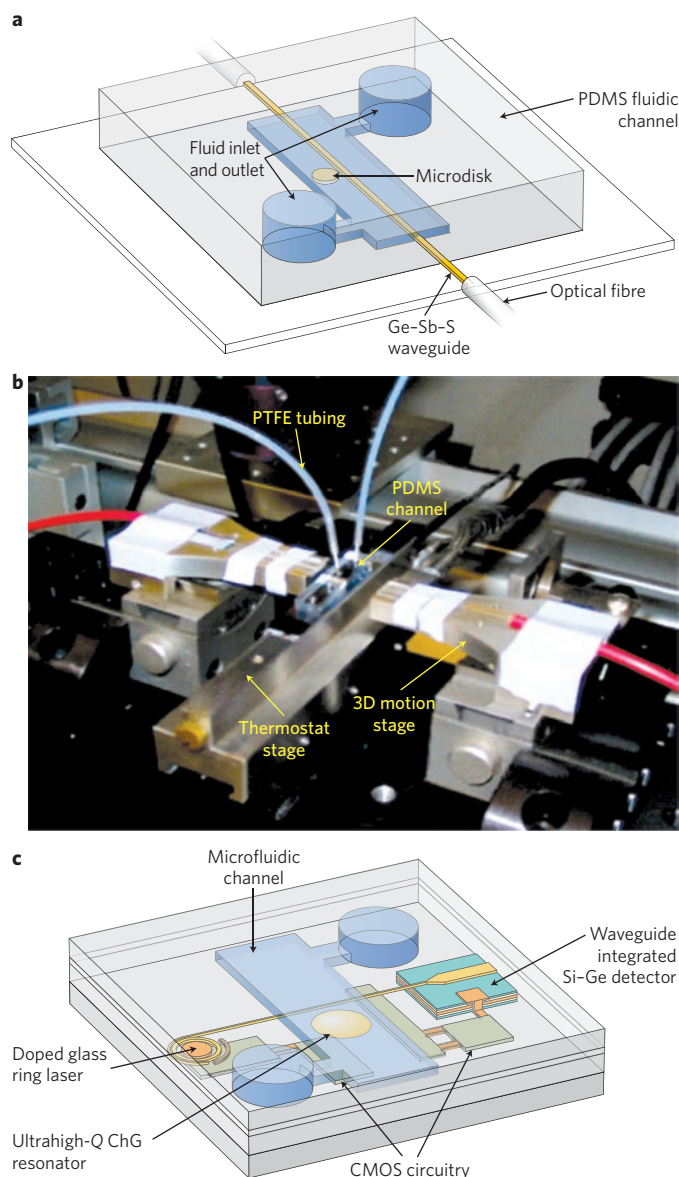 a
PDMS fluidic
channel
Fluid inlet
and outlet
Microdisk
Optical fibre
Ge–Sb–S
waveguide
b
PTFE tubing
PDMS
channel
3D motion
stage
Thermostat
stage
c
Microfluidic
channel
Waveguide
integrated
Si–Ge detector
Doped glass
ring laser
Ultrahigh-Q ChG
resonator
CMOS circuitry